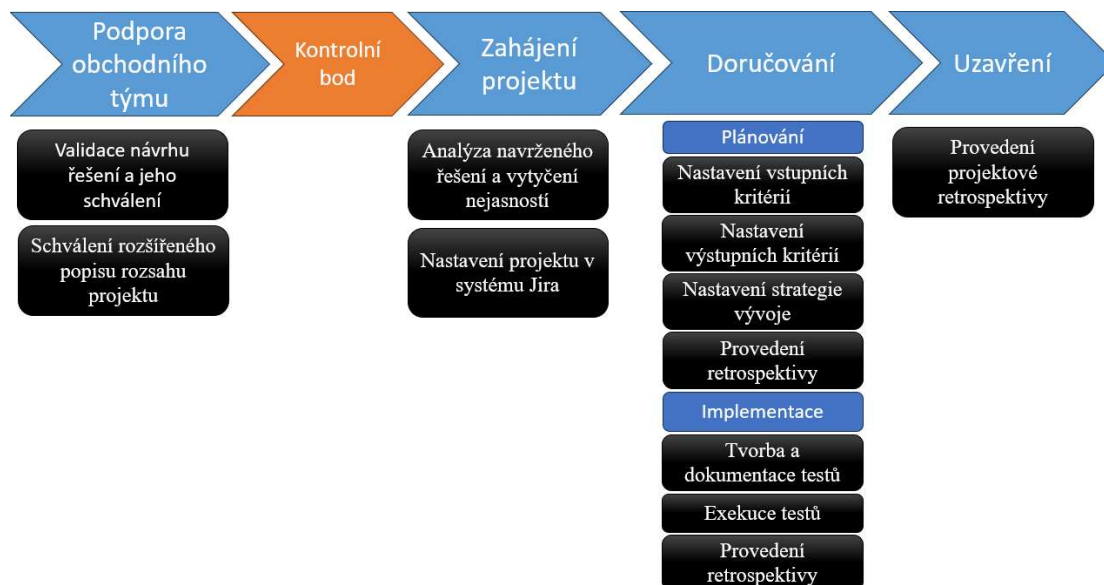 Podpora
obchodního
týmu
Kontrolní
bod
Zahájení
projektu
Doručování
Uzavření
Validace návrhu
řešení a jeho
schválení
Schválení rozšířeného
popisu rozsahu
projektu
Analýza navrženého
řešení a vytyčení
nejasností
Nastavení projektu v
systému Jira
Plánování
Nastavení vstupních
kritérií
Nastavení
výstupních kritérií
Nastavení strategie
vývoje
Provedení
retrospektivy
Implementace
Tvorba a
dokumentace testů
Exekuce testů
Provedení
retrospektivy
Provedení
projektové
retrospektivy